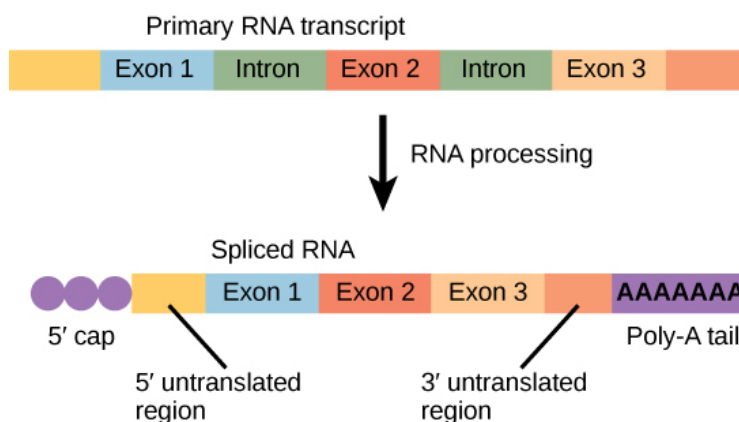 Primary RNA transcript
Exon 1 Intron Exon 2 Intron Exon 3
RNA processing
Spliced RNA
Exon 1 Exon 2 Exon 3 AAAAAAA
5′ cap Poly-A tail
5′ untranslated 3′ untranslated
region region